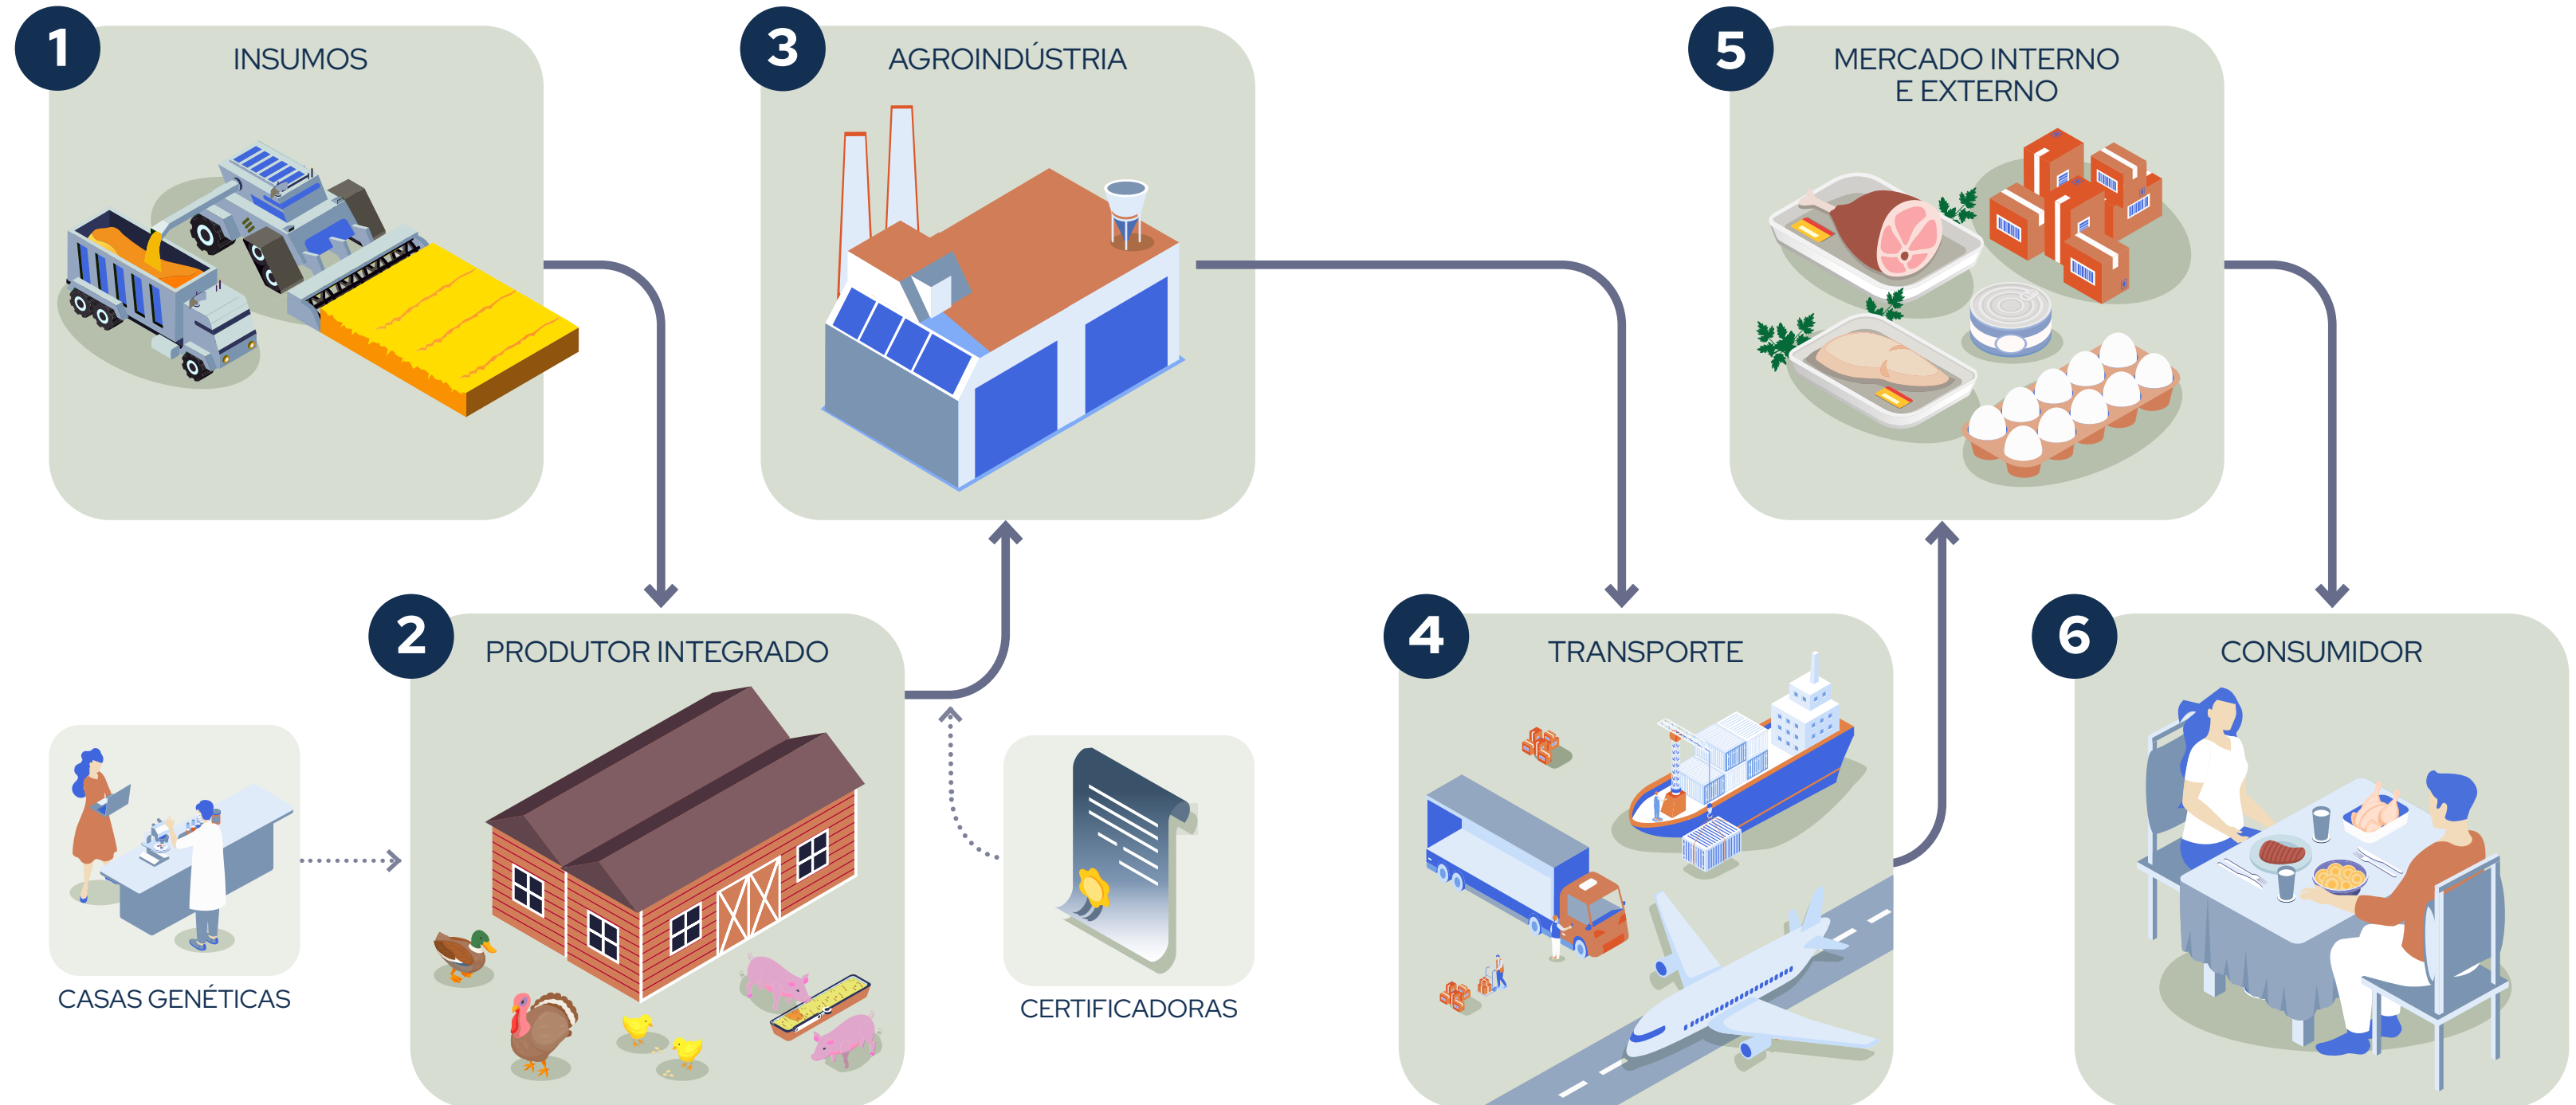 1
INSUMOS
3
AGROINDÚSTRIA
5
MERCADO INTERNO
E EXTERNO
2
PRODUTOR INTEGRADO
4
TRANSPORTE
6
CONSUMIDOR
CASAS GENÉTICAS
CERTIFICADORAS